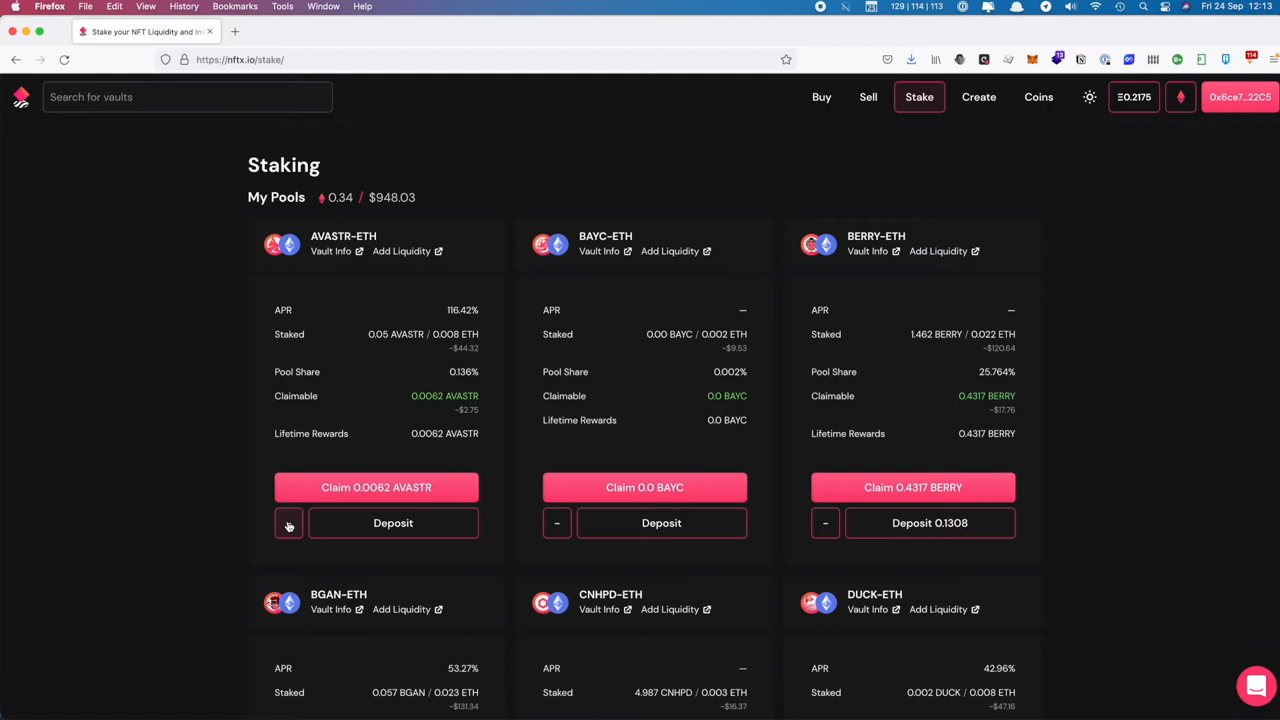 Firefox File Edit View History Bookmarks Tools Window Help 129 | 114 | 113 Fri 24 Sep 12:13
Stake your NFT Liquidity and In
https://nftx.io/stake/
13
114
Search for vaults
Buy Sell Stake Create Coins Ξ0.2175 0x6ce7...22C5
Staking
My Pools 0.34 / $948.03
AVASTR-ETH BAYC-ETH BERRY-ETH
Vault Info Add Liquidity Vault Info Add Liquidity Vault Info Add Liquidity
APR 116.42% APR — APR —
Staked 0.05 AVASTR / 0.008 ETH Staked 0.00 BAYC / 0.002 ETH Staked 1.462 BERRY / 0.022 ETH
~$44.32 ~$9.53 ~$120.64
Pool Share 0.136% Pool Share 0.002% Pool Share 25.764%
Claimable 0.0062 AVASTR Claimable 0.0 BAYC Claimable 0.4317 BERRY
~$2.75 ~$17.76
Lifetime Rewards 0.0062 AVASTR Lifetime Rewards 0.0 BAYC Lifetime Rewards 0.4317 BERRY
Claim 0.0062 AVASTR Claim 0.0 BAYC Claim 0.4317 BERRY
Deposit - Deposit - Deposit 0.1308
BGAN-ETH CNHPD-ETH DUCK-ETH
Vault Info Add Liquidity Vault Info Add Liquidity Vault Info Add Liquidity
APR 53.27% APR — APR 42.96%
Staked 0.057 BGAN / 0.023 ETH Staked 4.987 CNHPD / 0.003 ETH Staked 0.002 DUCK / 0.008 ETH
~$131.34 ~$16.37 ~$47.16